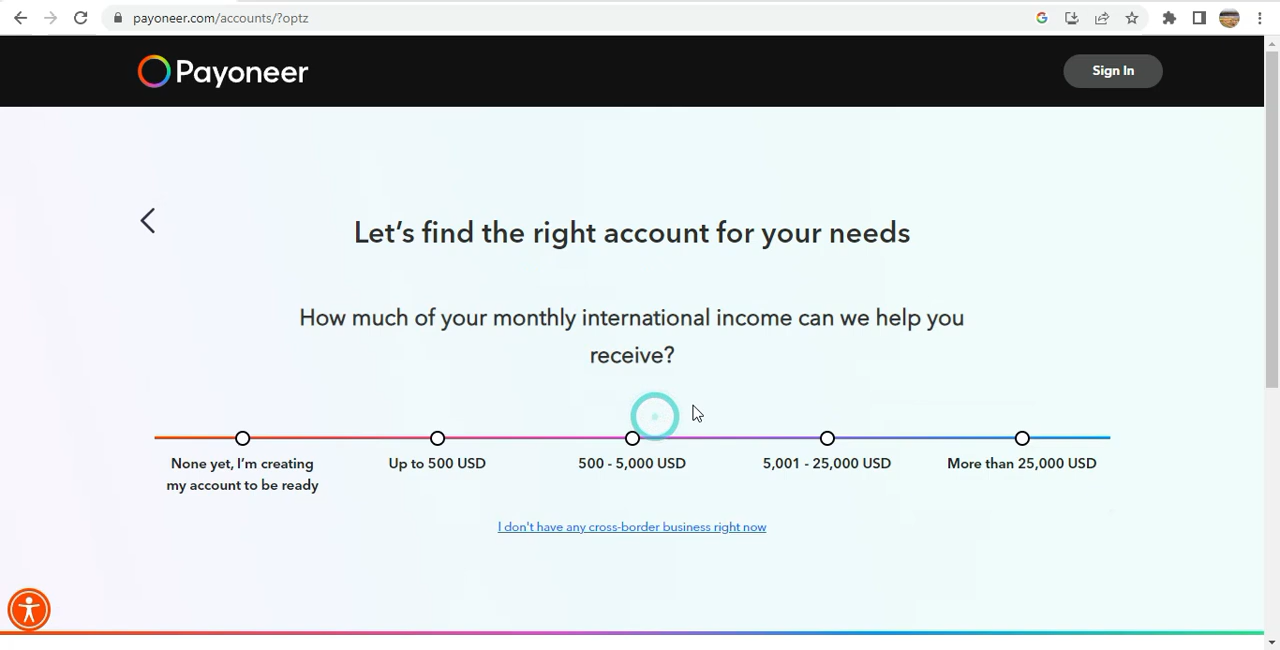 payoneer.com/accounts/?optz
Payoneer
Sign In
Let's find the right account for your needs
How much of your monthly international income can we help you
receive?
None yet, I'm creating
my account to be ready
Up to 500 USD
500 - 5,000 USD
5,001 - 25,000 USD
More than 25,000 USD
I don't have any cross-border business right now